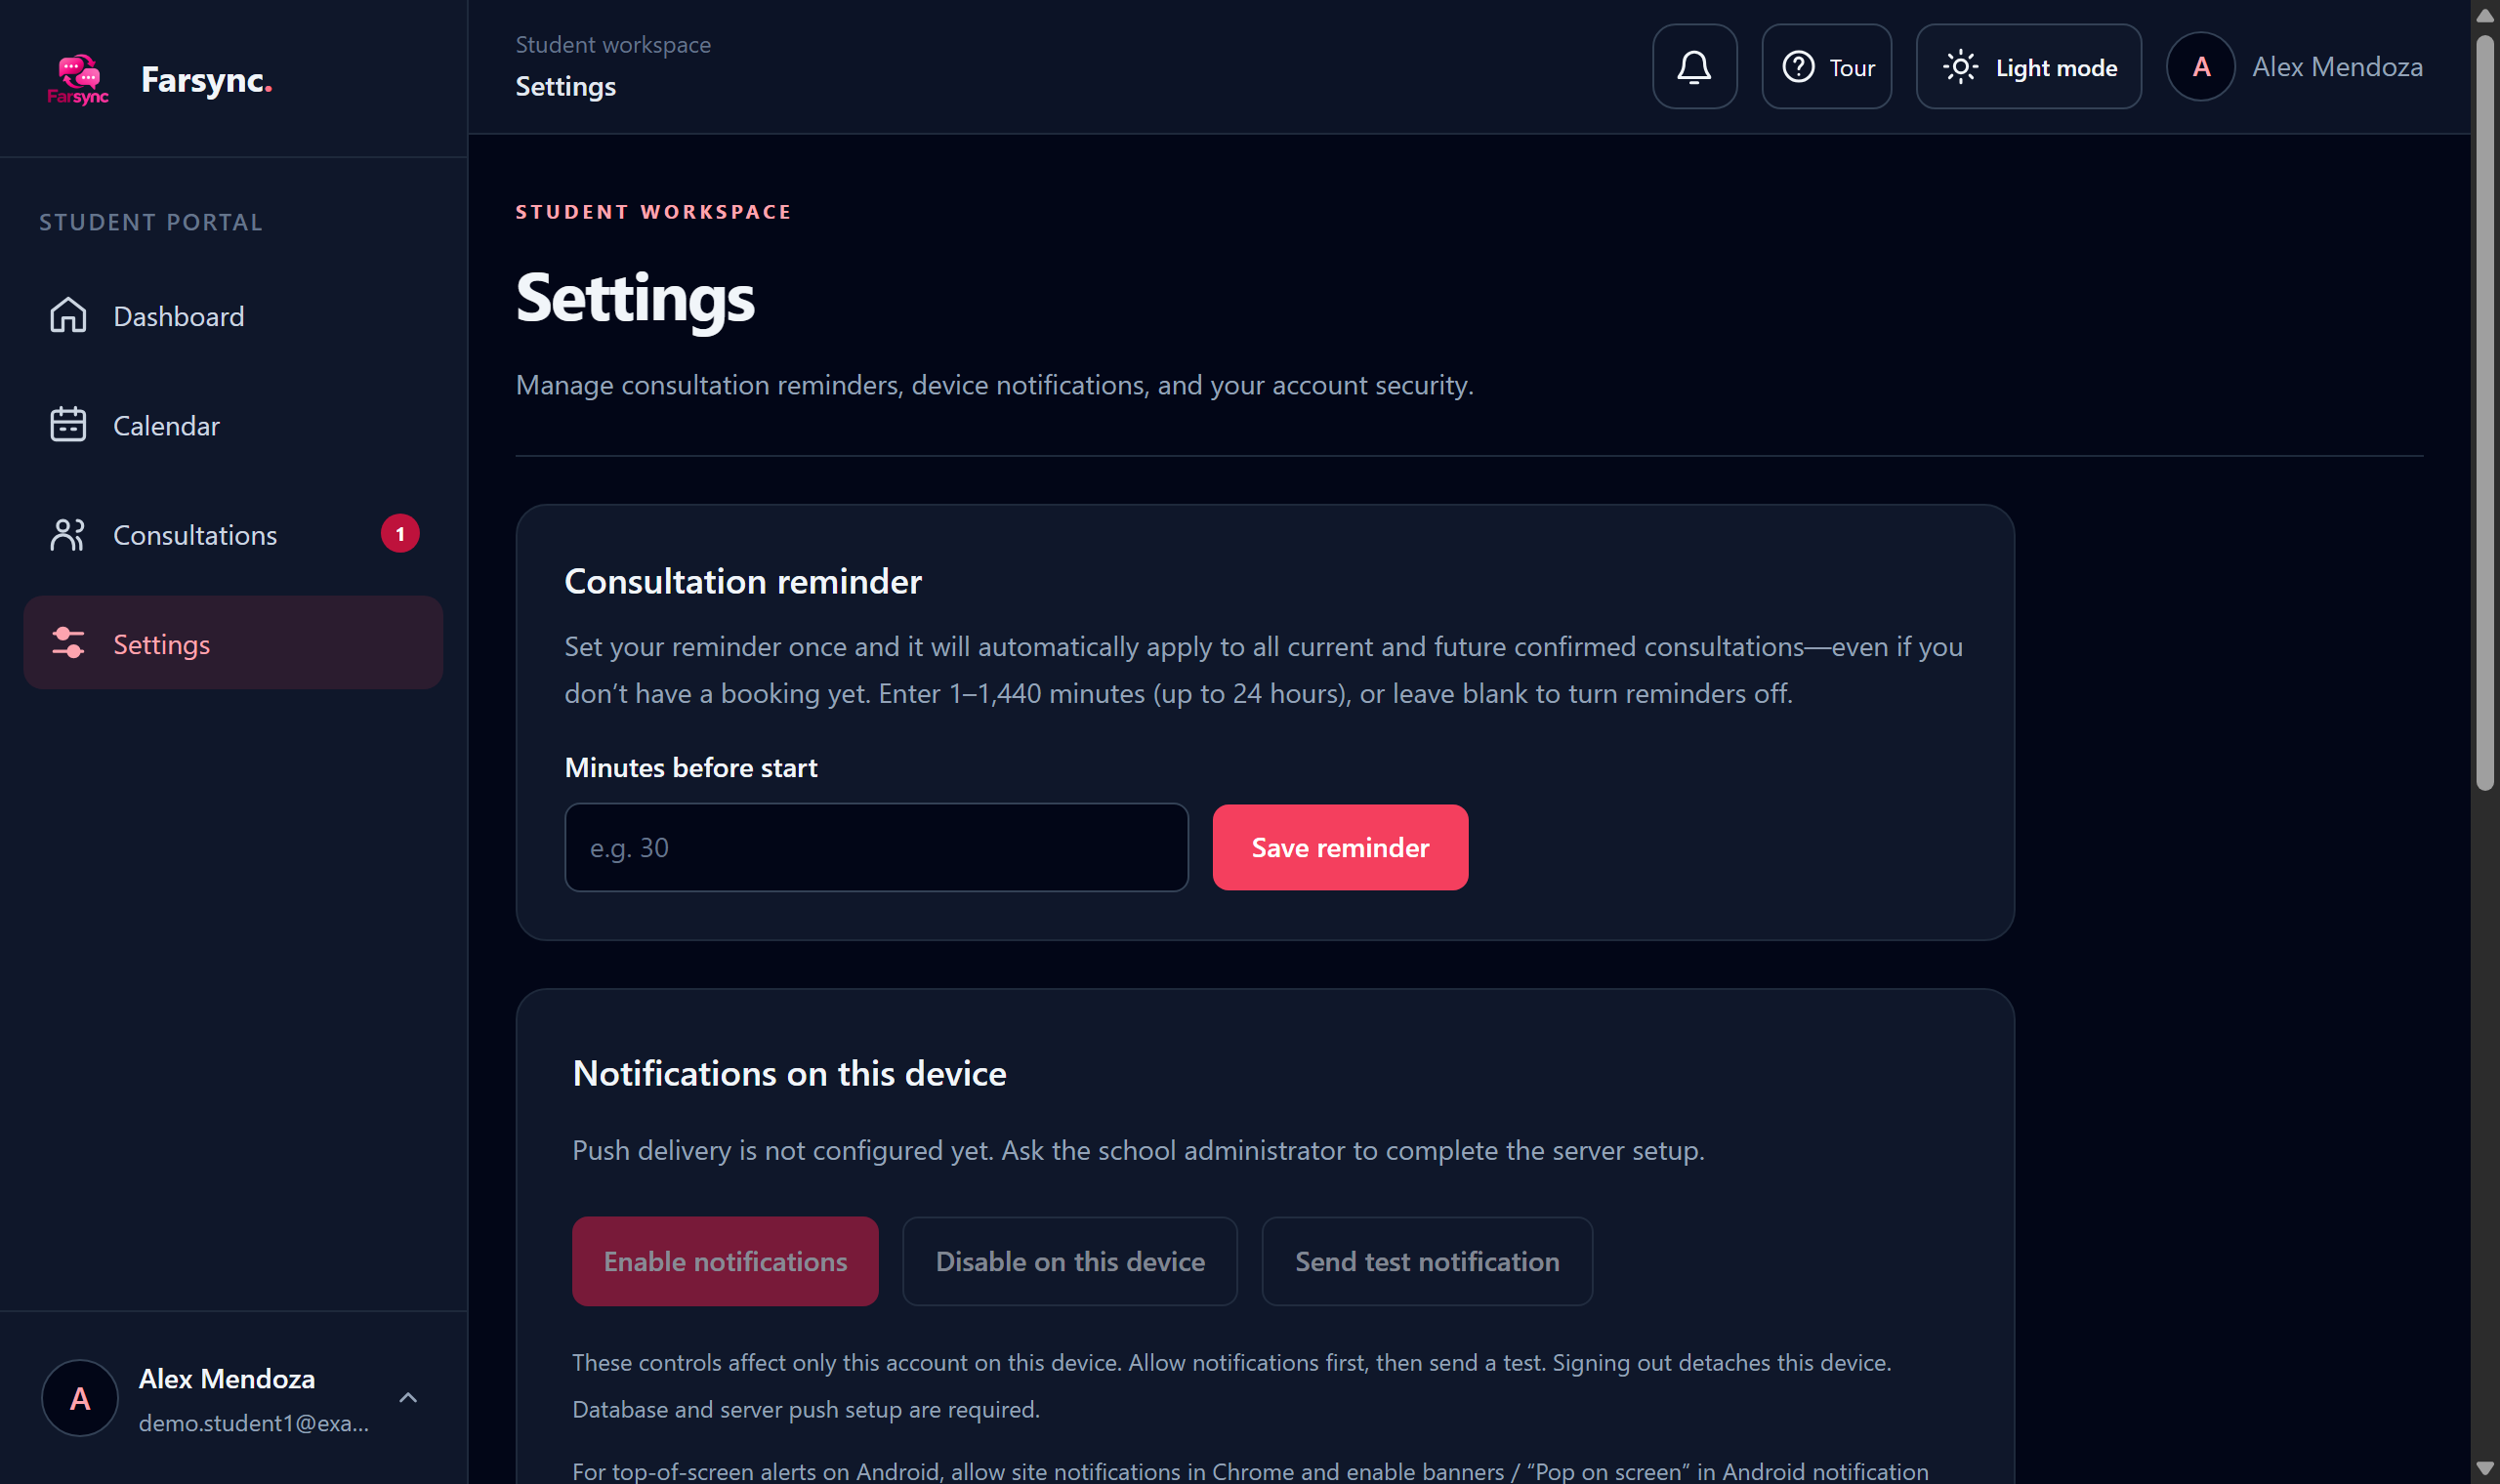 Farsync
Farsync.
STUDENT PORTAL
Dashboard
Calendar
Consultations
1
Settings
A
Alex Mendoza
demo.student1@exa...
Student workspace
Settings
Tour
Light mode
A
Alex Mendoza
STUDENT WORKSPACE
Settings
Manage consultation reminders, device notifications, and your account security.
Consultation reminder
Set your reminder once and it will automatically apply to all current and future confirmed consultations—even if you
don’t have a booking yet. Enter 1–1,440 minutes (up to 24 hours), or leave blank to turn reminders off.
Minutes before start
e.g. 30
Save reminder
Notifications on this device
Push delivery is not configured yet. Ask the school administrator to complete the server setup.
Enable notifications
Disable on this device
Send test notification
These controls affect only this account on this device. Allow notifications first, then send a test. Signing out detaches this device.
Database and server push setup are required.
For top-of-screen alerts on Android, allow site notifications in Chrome and enable banners / “Pop on screen” in Android notification